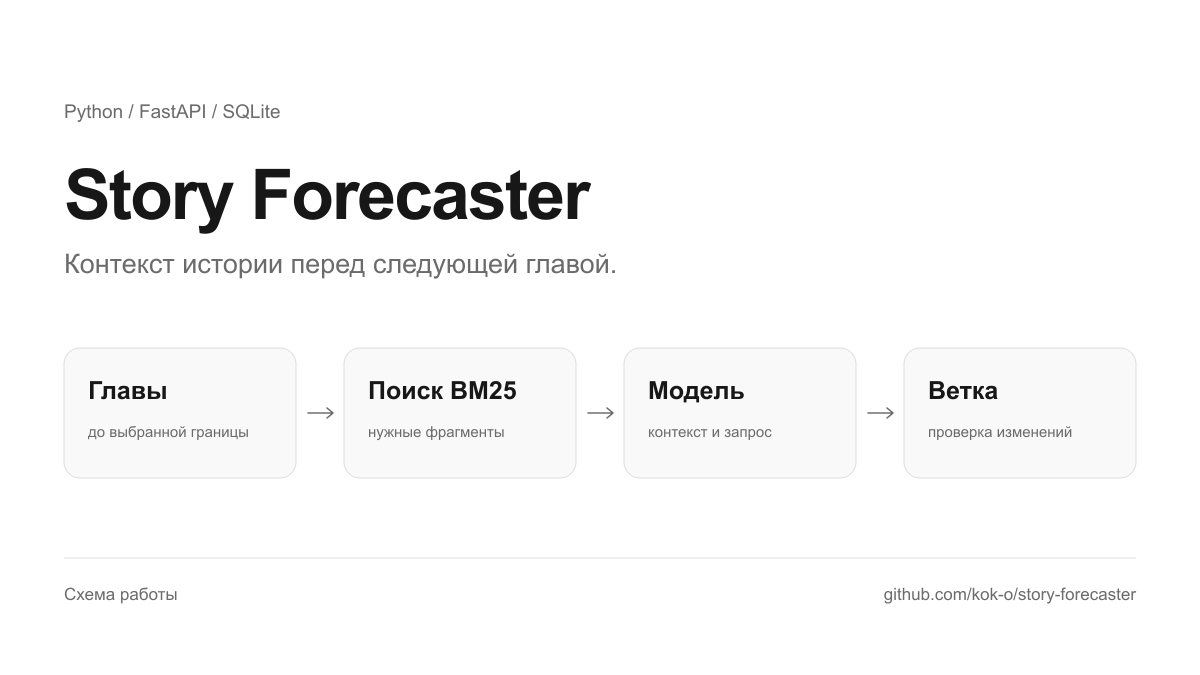 Python / FastAPI / SQLite
Story Forecaster
Контекст истории перед следующей главой.
Главы
до выбранной границы
Поиск BM25
нужные фрагменты
Модель
контекст и запрос
Ветка
проверка изменений
Схема работы
github.com/kok-o/story-forecaster